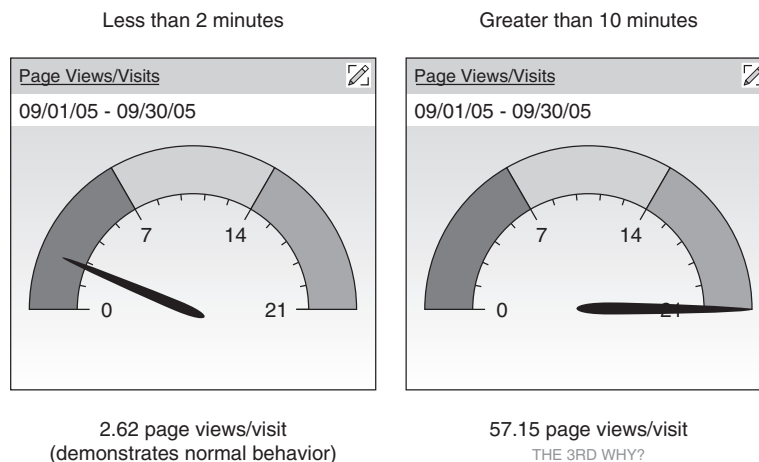 Less than 2 minutes
Page Views/Visits
09/01/05 - 09/30/05
7
14
0
21
2.62 page views/visit
(demonstrates normal behavior)
Greater than 10 minutes
Page Views/Visits
09/01/05 - 09/30/05
7
14
0
21
57.15 page views/visit
THE 3RD WHY?